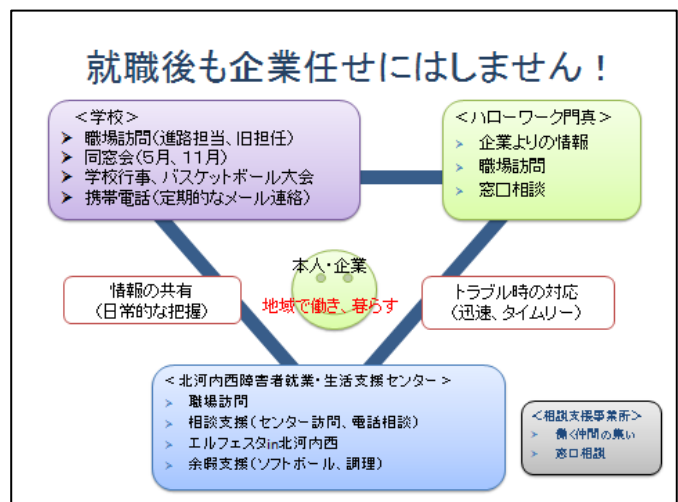 就職後も企業任せにはしません！
＜学校＞
➤ 職場訪問（進路担当、旧担任）
➤ 同窓会（5月、11月）
➤ 学校行事、バスケットボール大会
➤ 携帯電話（定期的なメール連絡）
＜ハローワーク門真＞
➤ 企業よりの情報
➤ 職場訪問
➤ 窓口相談
本人・企業
地域で働き、暮らす
情報の共有
（日常的な把握）
トラブル時の対応
（迅速、タイムリー）
＜北河内西障害者就業・生活支援センター＞
➤ 職場訪問
➤ 相談支援（センター訪問、電話相談）
➤ エルフェスタin北河内西
➤ 余暇支援（ソフトボール、調理）
＜相談支援事業所＞
➤ 働く仲間の集い
➤ 窓口相談